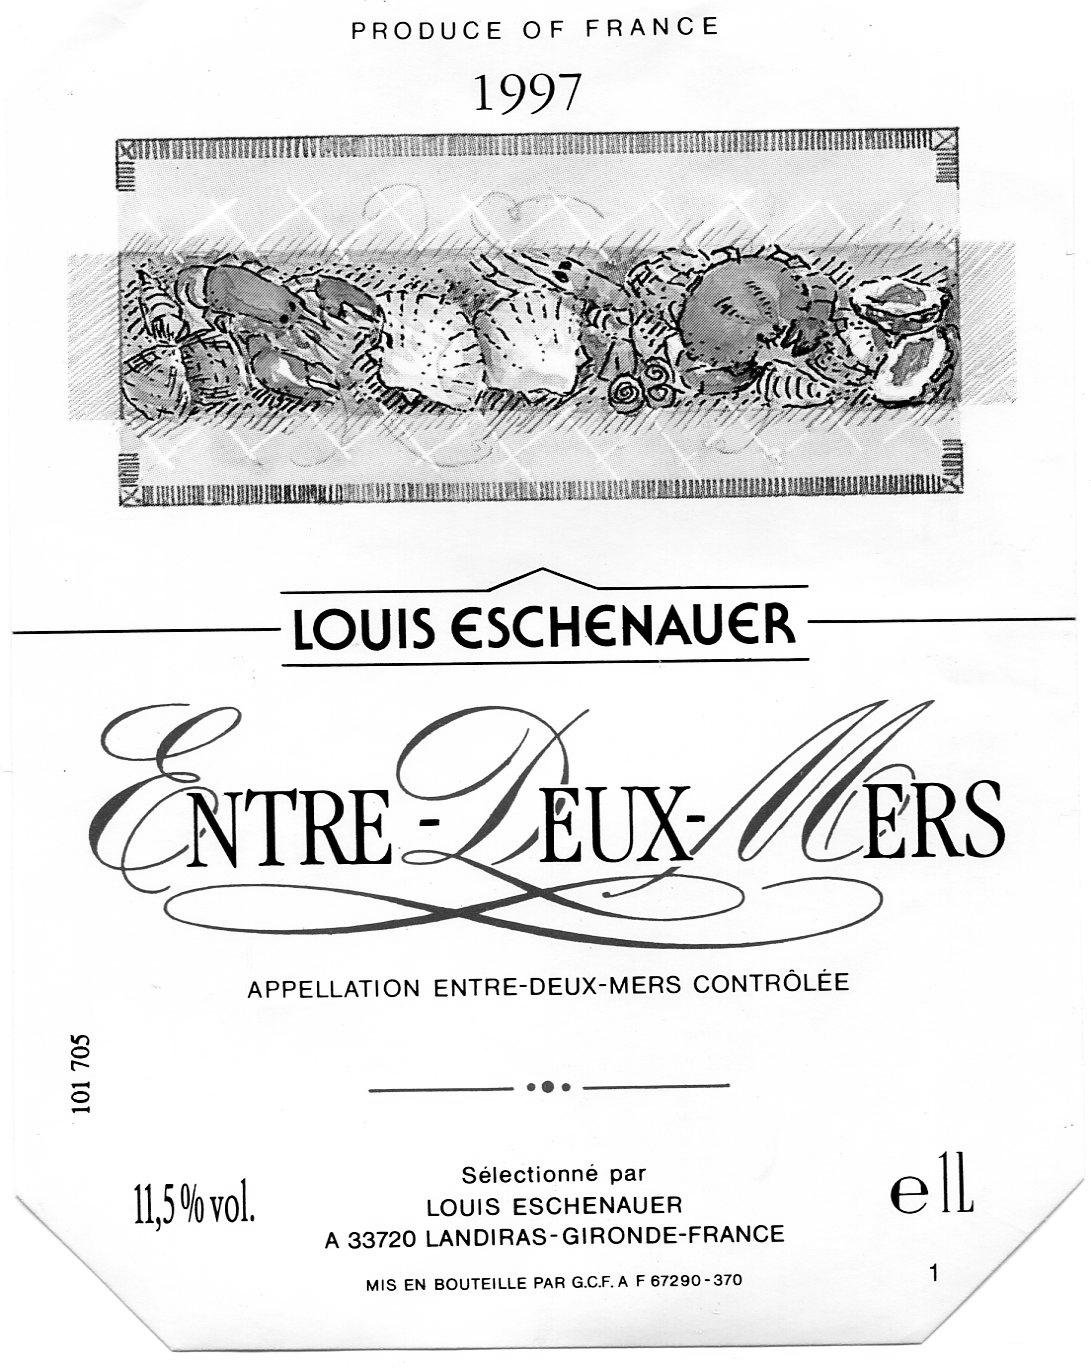 PRODUCE OF FRANCE
1997
LOUIS ESCHENAUER
ENTRE-DEUX-MERS
APPELLATION ENTRE-DEUX-MERS CONTRÔLÉE
101 705
11,5% vol.
Sélectionné par
LOUIS ESCHENAUER
A 33720 LANDIRAS-GIRONDE-FRANCE
MIS EN BOUTEILLE PAR G.C.F. A F 67290-370
e 1L
1